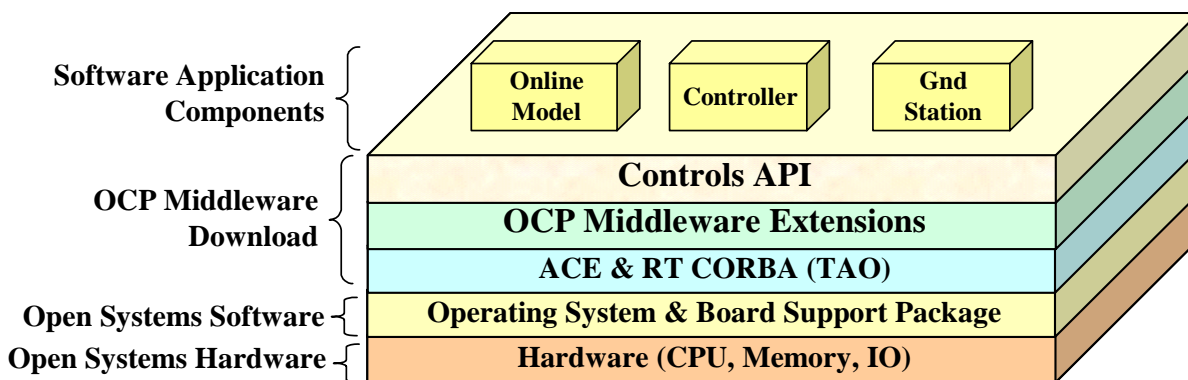 Software Application
Components
Online
Model
Controller
Gnd
Station
OCP Middleware
Download
Controls API
OCP Middleware Extensions
ACE & RT CORBA (TAO)
Open Systems Software
Operating System & Board Support Package
Open Systems Hardware
Hardware (CPU, Memory, IO)